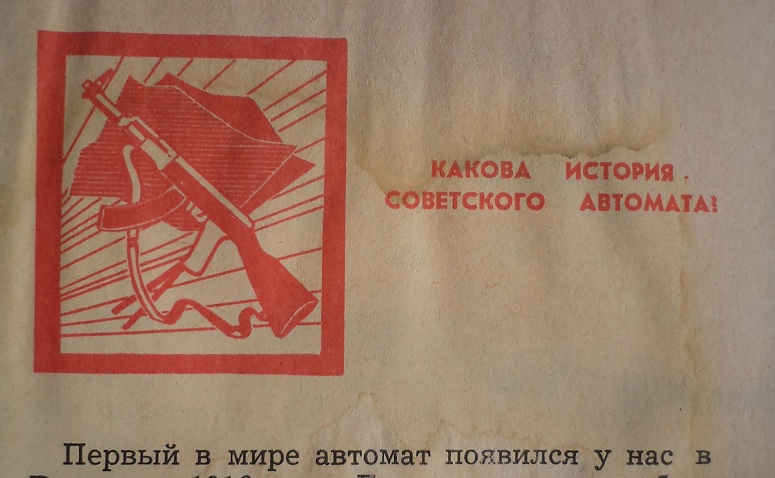 КАКОВА ИСТОРИЯ
СОВЕТСКОГО АВТОМАТА?
Первый в мире автомат появился у нас в